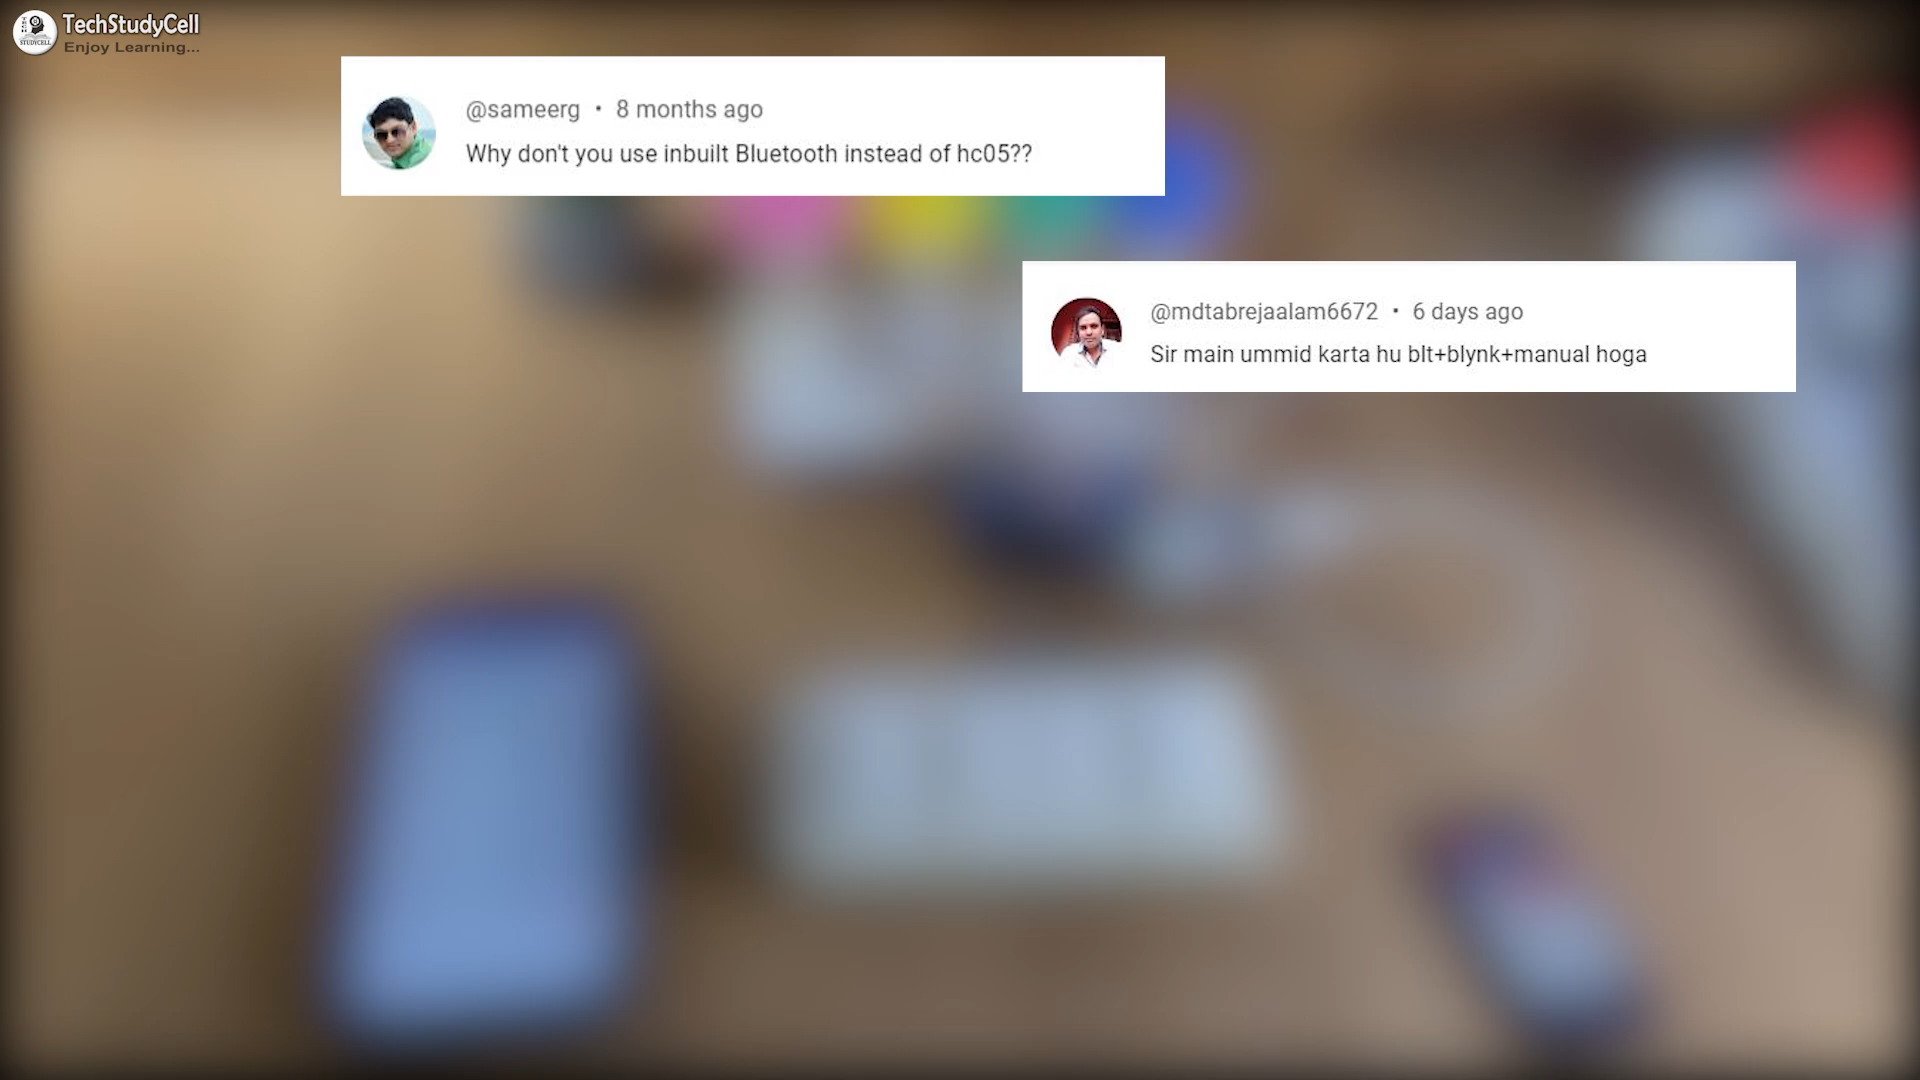 TechStudyCell
Enjoy Learning...
@sameerg • 8 months ago
Why don't you use inbuilt Bluetooth instead of hc05??
@mdtabrejaalam6672 • 6 days ago
Sir main ummid karta hu blt+blynk+manual hoga